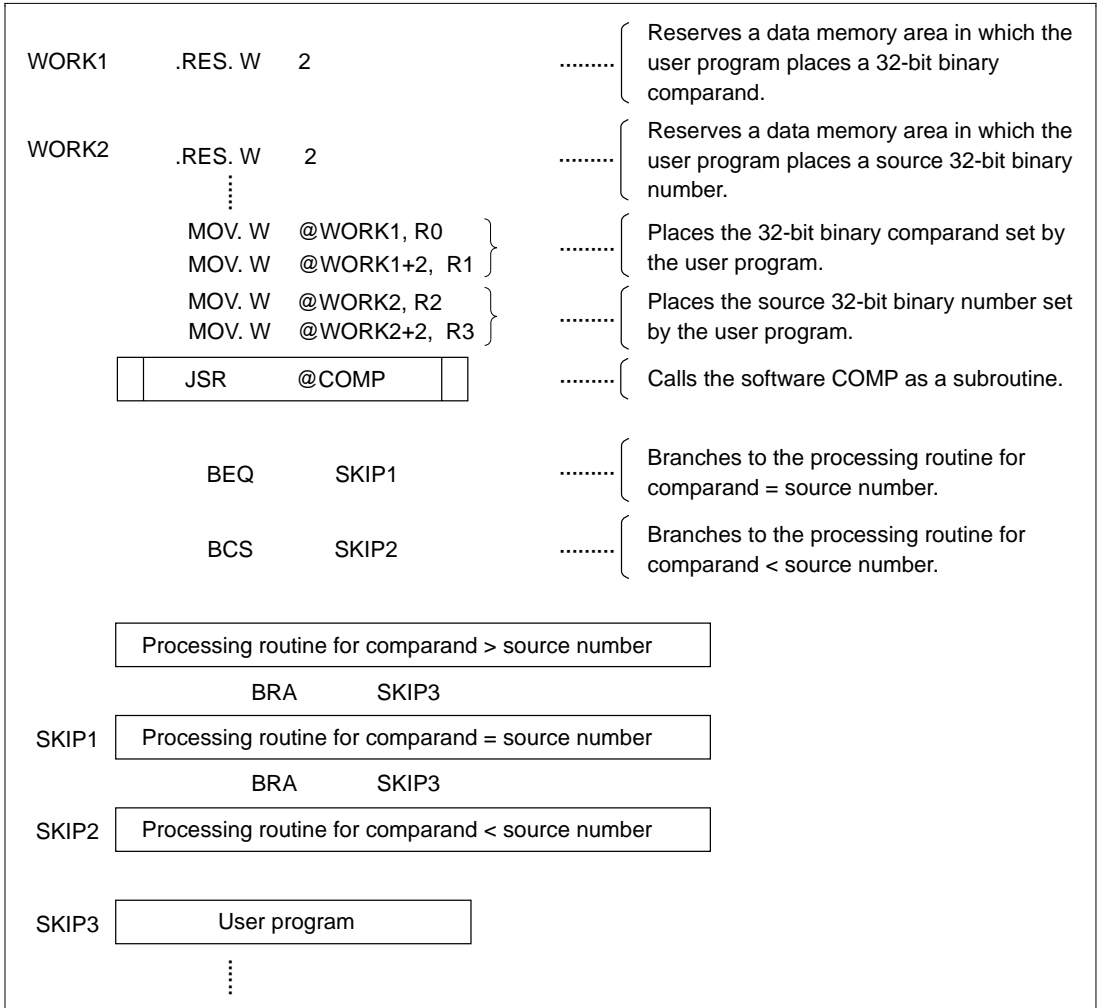 WORK1 .RES. W 2 ......... Reserves a data memory area in which the
user program places a 32-bit binary
comparand.
WORK2 .RES. W 2 ......... Reserves a data memory area in which the
user program places a source 32-bit binary
number.
MOV. W @WORK1, R0
MOV. W @WORK1+2, R1
......... Places the 32-bit binary comparand set by
the user program.
MOV. W @WORK2, R2
MOV. W @WORK2+2, R3
......... Places the source 32-bit binary number set
by the user program.
JSR @COMP ......... Calls the software COMP as a subroutine.
BEQ SKIP1 ......... Branches to the processing routine for
comparand = source number.
BCS SKIP2 ......... Branches to the processing routine for
comparand < source number.
Processing routine for comparand > source number
BRA SKIP3
SKIP1 Processing routine for comparand = source number
BRA SKIP3
SKIP2 Processing routine for comparand < source number
SKIP3 User program